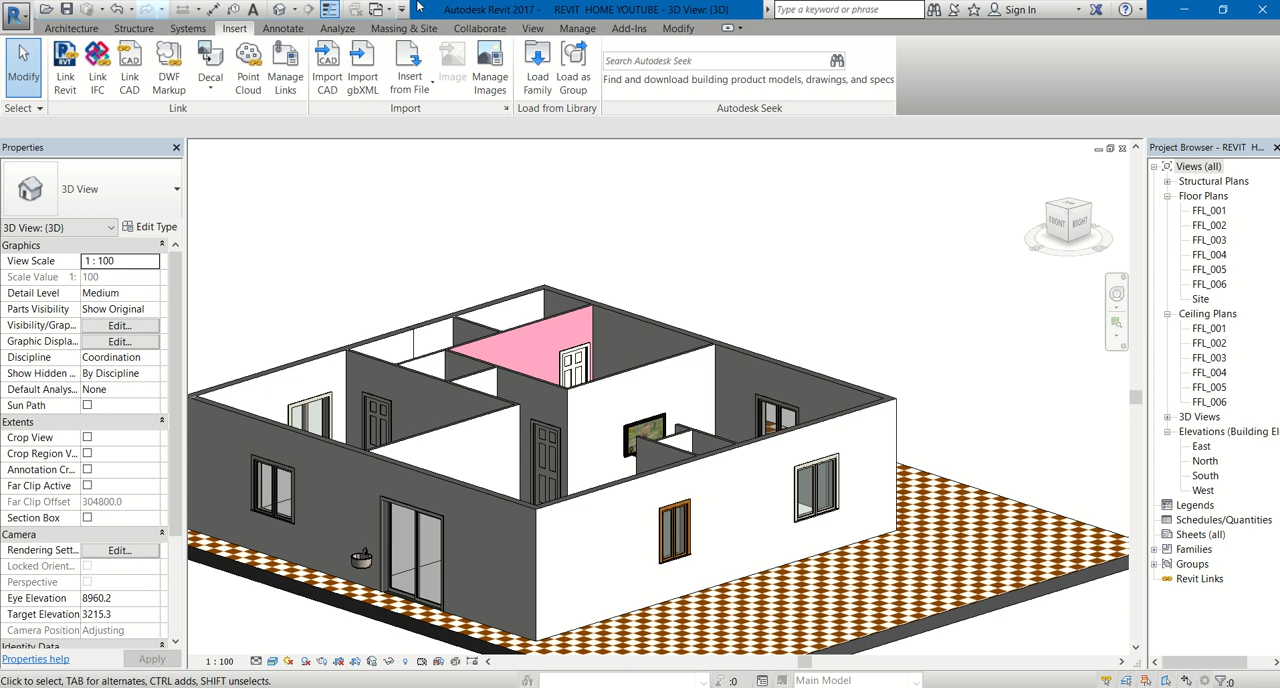 Autodesk Revit 2017 - REVIT HOME YOUTUBE - 3D View: {3D}
Type a keyword or phrase
Sign In
Architecture Structure Systems Insert Annotate Analyze Massing & Site Collaborate View Manage Add-Ins Modify
Modify
Link Revit
Link IFC
Link CAD
DWF Markup
Decal
Point Cloud
Manage Links
Import CAD
Import gbXML
Insert from File
Image
Manage Images
Load Family
Load as Group
Search Autodesk Seek
Find and download building product models, drawings, and specs
Select
Link
Import
Load from Library
Autodesk Seek
Properties
3D View
3D View: {3D}
Edit Type
Graphics
View Scale 1 : 100
Scale Value 1: 100
Detail Level Medium
Parts Visibility Show Original
Visibility/Grap... Edit...
Graphic Displa... Edit...
Discipline Coordination
Show Hidden ... By Discipline
Default Analys... None
Sun Path
Extents
Crop View
Crop Region V...
Annotation Cr...
Far Clip Active
Far Clip Offset 304800.0
Section Box
Camera
Rendering Sett... Edit...
Locked Orient...
Perspective
Eye Elevation 8960.2
Target Elevation 3215.3
Camera Position Adjusting
Identity Data
Properties help
Apply
FRONT
RIGHT
Project Browser - REVIT H...
Views (all)
Structural Plans
Floor Plans
FFL_001
FFL_002
FFL_003
FFL_004
FFL_005
FFL_006
Site
Ceiling Plans
FFL_001
FFL_002
FFL_003
FFL_004
FFL_005
FFL_006
3D Views
Elevations (Building El
East
North
South
West
Legends
Schedules/Quantities
Sheets (all)
Families
Groups
Revit Links
1 : 100
Click to select, TAB for alternates, CTRL adds, SHIFT unselects.
:0
Main Model
:0